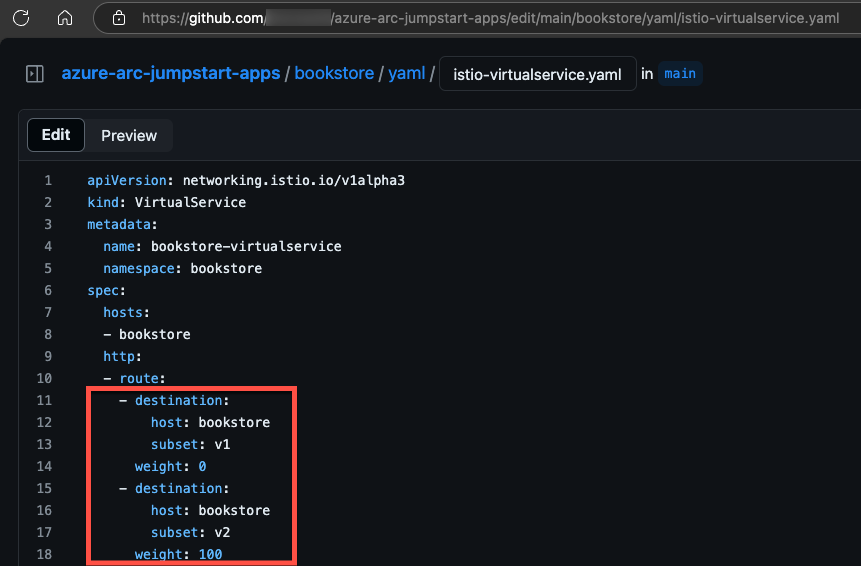 https://github.com/ /azure-arc-jumpstart-apps/edit/main/bookstore/yaml/istio-virtualservice.yaml
azure-arc-jumpstart-apps / bookstore / yaml / istio-virtualservice.yaml in main
Edit Preview
1 apiVersion: networking.istio.io/v1alpha3
2 kind: VirtualService
3 metadata:
4 name: bookstore-virtualservice
5 namespace: bookstore
6 spec:
7 hosts:
8 - bookstore
9 http:
10 - route:
11 - destination:
12 host: bookstore
13 subset: v1
14 weight: 0
15 - destination:
16 host: bookstore
17 subset: v2
18 weight: 100